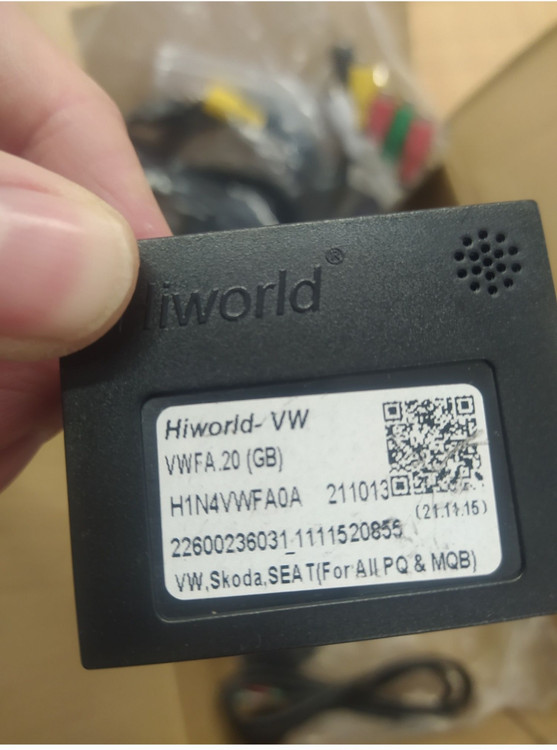 Hiworld®
Hiworld- VW
VWFA.20 (GB)
H1N4VWFA0A 211013
(21.11.15)
22600236031_1111520855
VW,Skoda,SEAT(For All PQ & MQB)